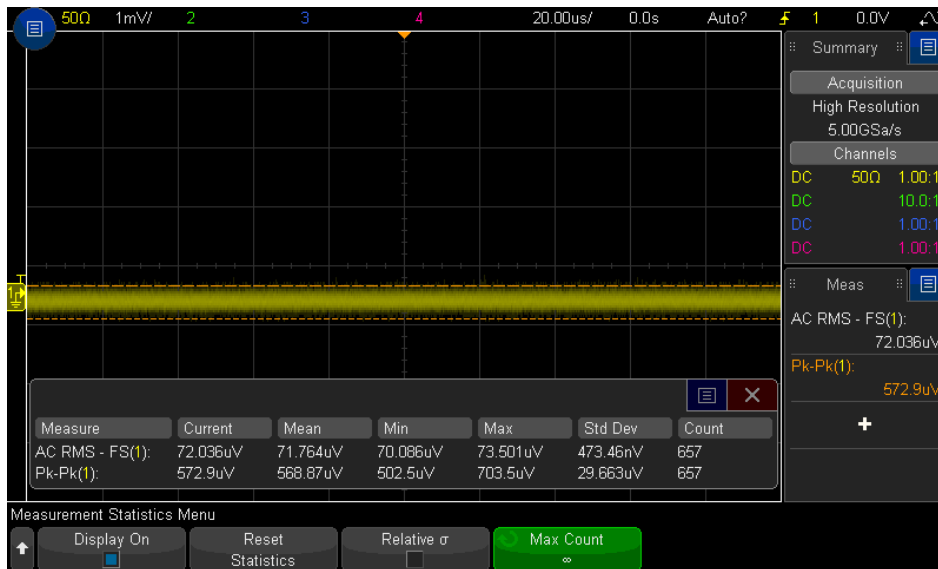 50Ω 1mV/ 2 3 4 20.00us/ 0.0s Auto? 1 0.0V
Summary
Acquisition
High Resolution
5.00GSa/s
Channels
DC 50Ω 1.00:1
DC 10.0:1
DC 1.00:1
DC 1.00:1
T
1
Meas
AC RMS - FS(1):
72.036uV
Pk-Pk(1):
572.9uV
+
Measure Current Mean Min Max Std Dev Count
AC RMS - FS(1): 72.036uV 71.764uV 70.086uV 73.501uV 473.46nV 657
Pk-Pk(1): 572.9uV 568.87uV 502.5uV 703.5uV 29.663uV 657
Measurement Statistics Menu
Display On
Reset
Statistics
Relative σ
Max Count
∞